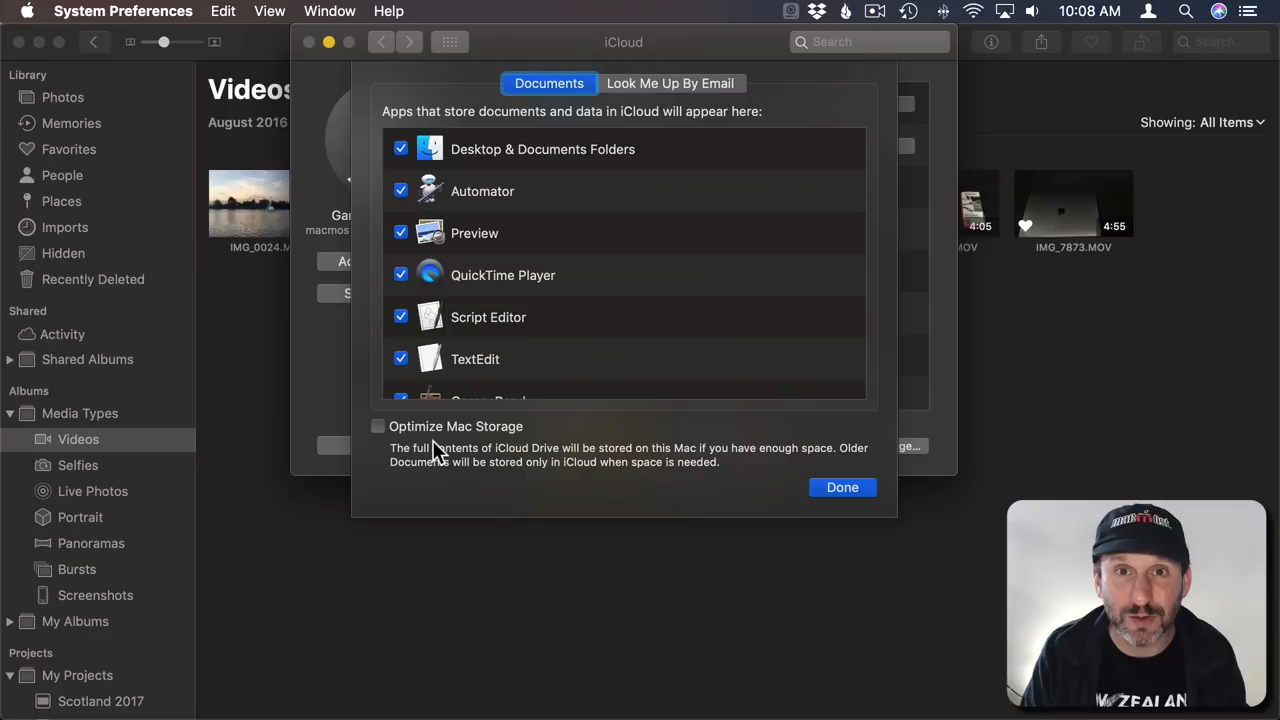 System Preferences Edit View Window Help 10:08 AM
iCloud Search Search
Library
Photos
Memories
Favorites
People
Places
Imports
Hidden
Recently Deleted
Shared
Activity
Shared Albums
Albums
Media Types
Videos
Selfies
Live Photos
Portrait
Panoramas
Bursts
Screenshots
My Albums
Projects
My Projects
Scotland 2017
Videos
August 2016
Showing: All Items
IMG_0024.M
4:05
MOV
4:55
IMG_7873.MOV
macmos
ge...
Documents Look Me Up By Email
Apps that store documents and data in iCloud will appear here:
Desktop & Documents Folders
Automator
Preview
QuickTime Player
Script Editor
TextEdit
Optimize Mac Storage
The full contents of iCloud Drive will be stored on this Mac if you have enough space. Older
Documents will be stored only in iCloud when space is needed.
Done
macmost